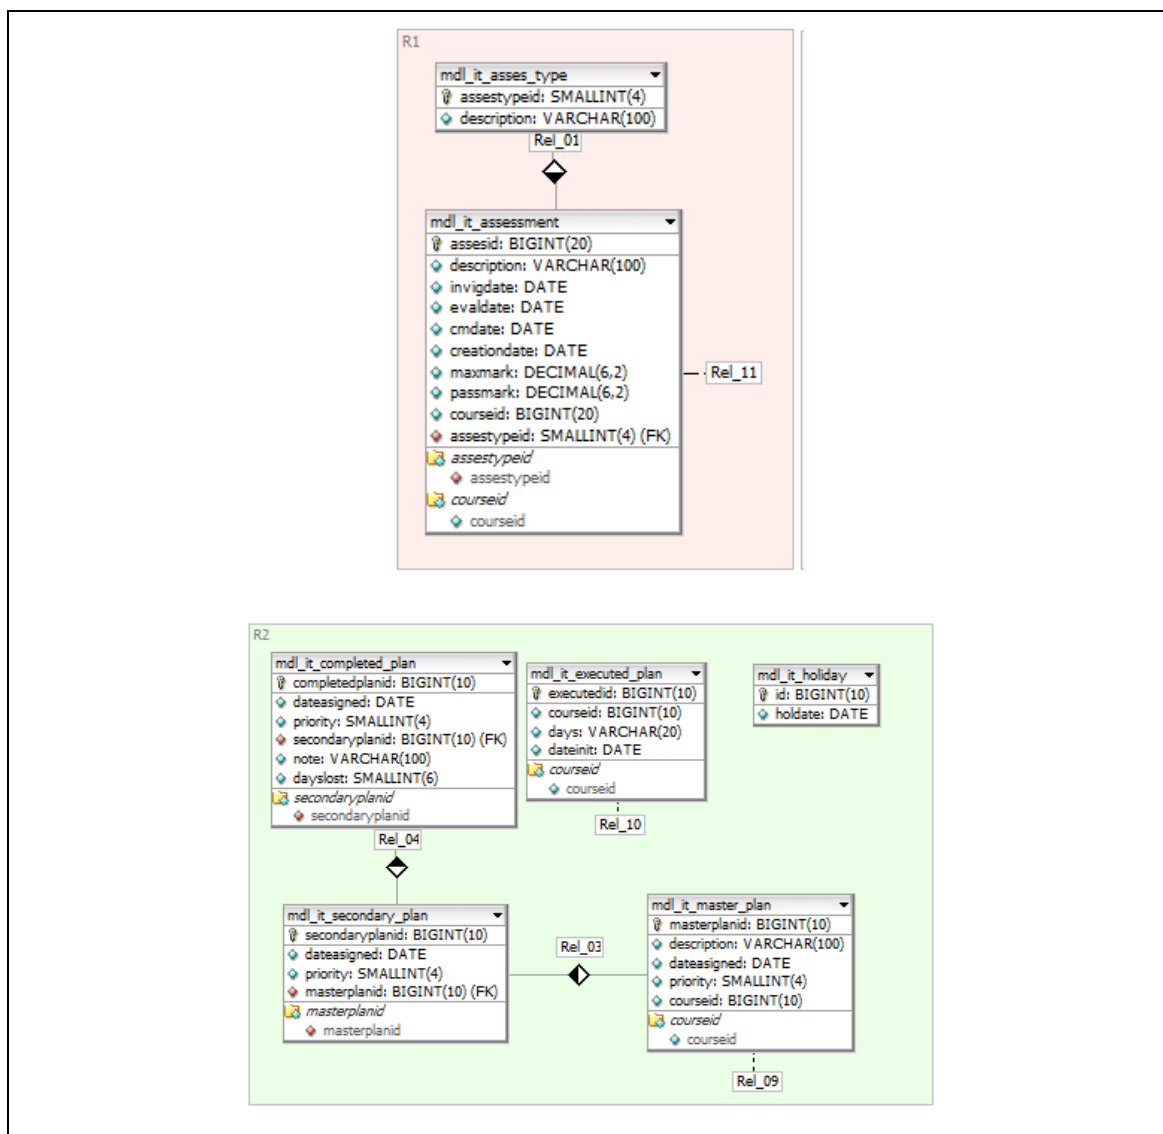 R1
mdl_it_asses_type
assestypeid: SMALLINT(4)
description: VARCHAR(100)
Rel_01
mdl_it_assessment
assesid: BIGINT(20)
description: VARCHAR(100)
invigdate: DATE
evaldate: DATE
cmdate: DATE
creationdate: DATE
maxmark: DECIMAL(6,2)
passmark: DECIMAL(6,2)
courseid: BIGINT(20)
assestypeid: SMALLINT(4) (FK)
assestypeid
assestypeid
courseid
courseid
Rel_11
R2
mdl_it_completed_plan
completedplanid: BIGINT(10)
dateasigned: DATE
priority: SMALLINT(4)
secondaryplanid: BIGINT(10) (FK)
note: VARCHAR(100)
dayslost: SMALLINT(6)
secondaryplanid
secondaryplanid
Rel_04
mdl_it_executed_plan
executedid: BIGINT(10)
courseid: BIGINT(10)
days: VARCHAR(20)
dateinit: DATE
courseid
courseid
Rel_10
mdl_it_holiday
id: BIGINT(10)
holdate: DATE
mdl_it_secondary_plan
secondaryplanid: BIGINT(10)
dateasigned: DATE
priority: SMALLINT(4)
masterplanid: BIGINT(10) (FK)
masterplanid
masterplanid
Rel_03
mdl_it_master_plan
masterplanid: BIGINT(10)
description: VARCHAR(100)
dateasigned: DATE
priority: SMALLINT(4)
courseid: BIGINT(10)
courseid
courseid
Rel_09